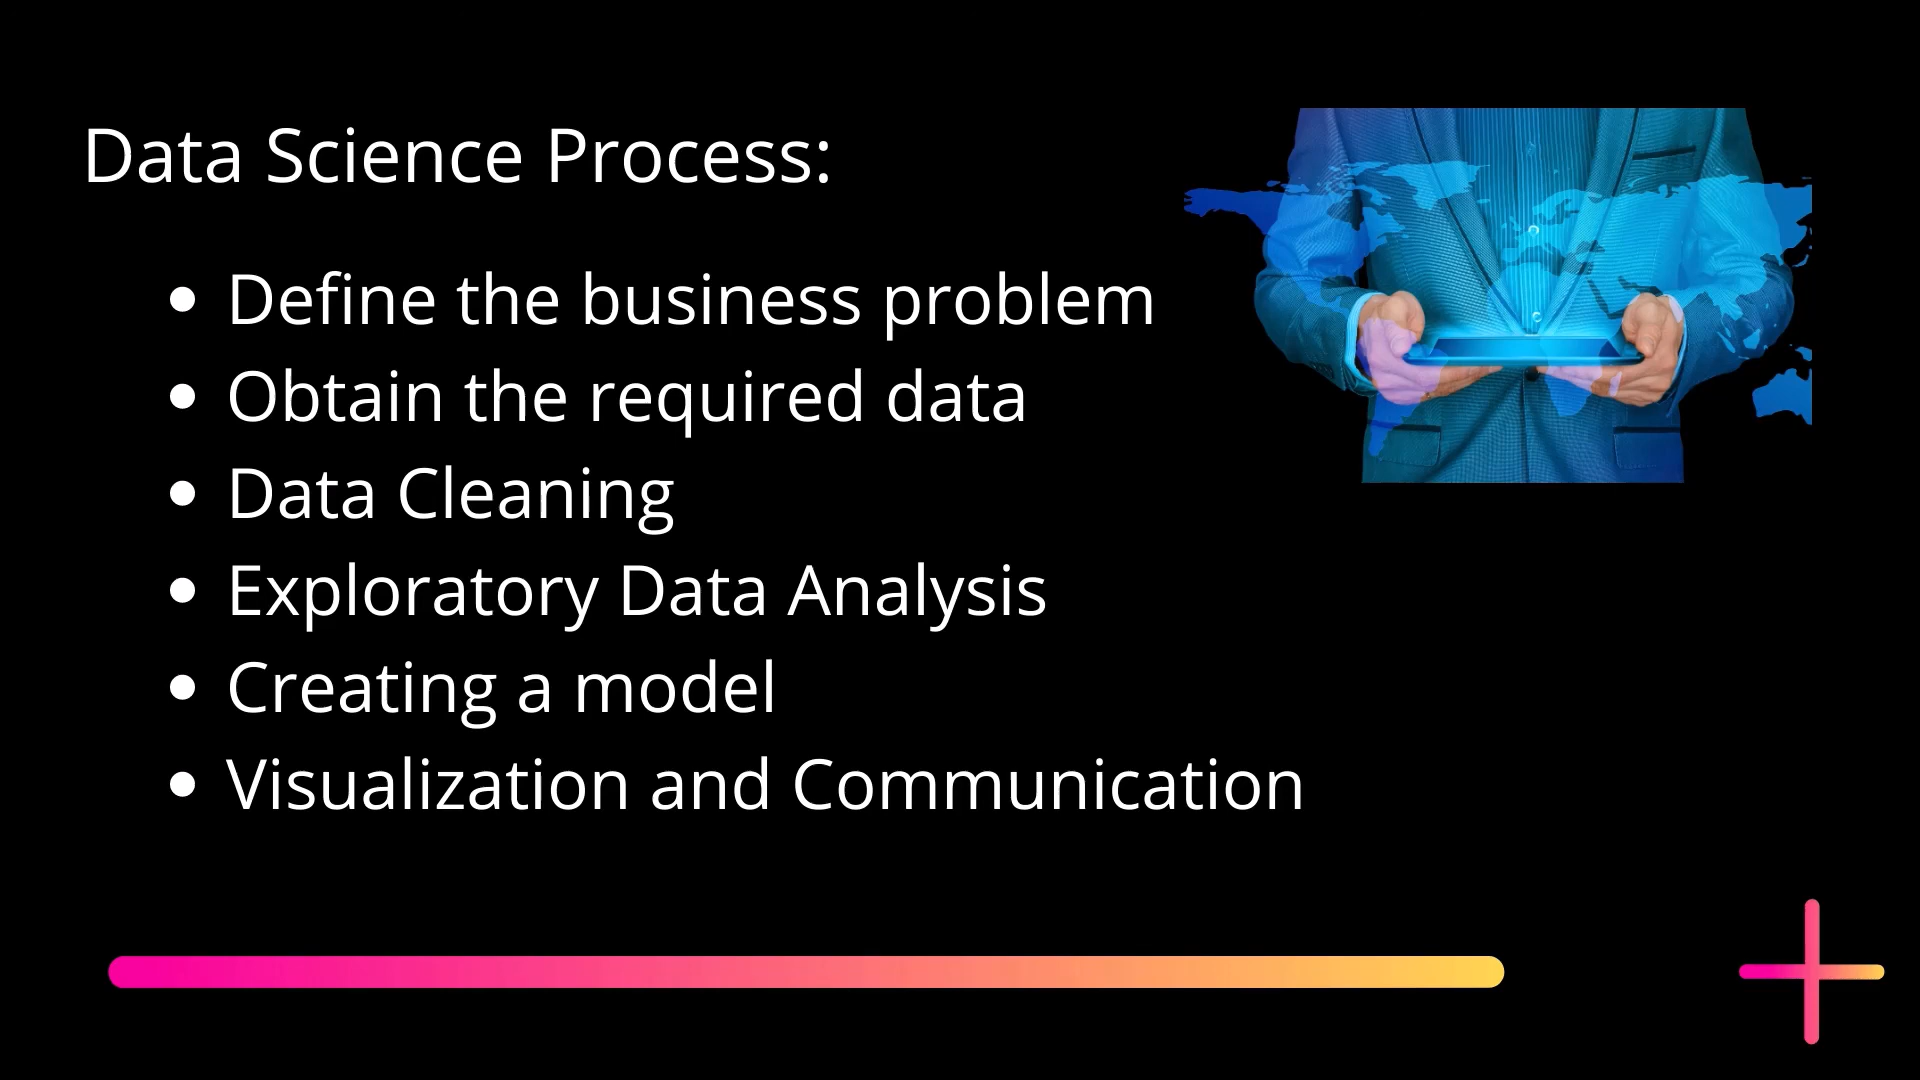 Data Science Process:
Define the business problem
Obtain the required data
Data Cleaning
Exploratory Data Analysis
Creating a model
Visualization and Communication